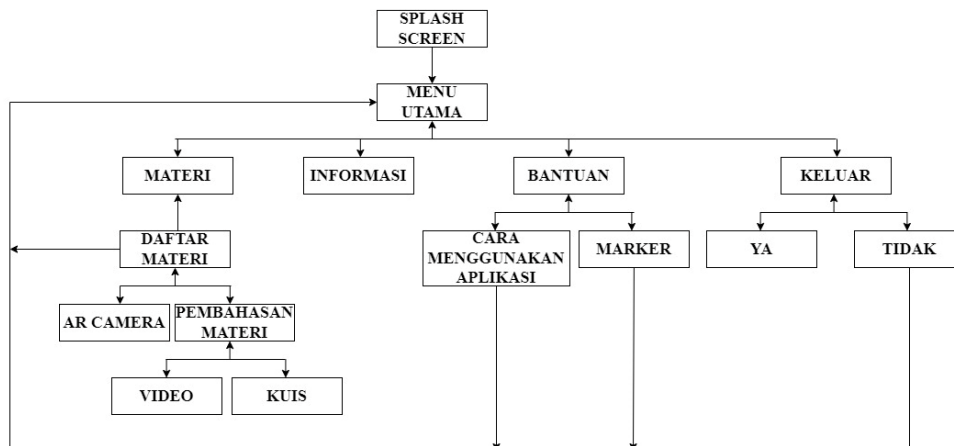 SPLASH
SCREEN
MENU
UTAMA
MATERI
INFORMASI
BANTUAN
KELUAR
DAFTAR
MATERI
CARA
MENGGUNAKAN
APLIKASI
MARKER
YA
TIDAK
AR CAMERA
PEMBAHASAN
MATERI
VIDEO
KUIS